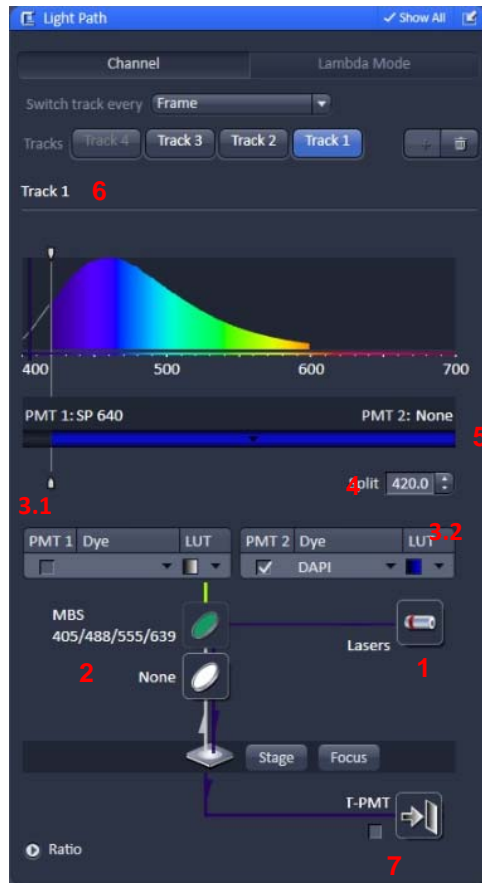 Light Path Show All
Channel Lambda Mode
Switch track every Frame
Tracks Track 4 Track 3 Track 2 Track 1 +
Track 1 6
400 500 600 700
PMT 1: SP 640 PMT 2: None 5
4 Split 420.0
3.1 3.2
PMT 1 Dye LUT PMT 2 Dye LUT
DAPI
MBS
405/488/555/639
Lasers
2 None 1
Stage Focus
T-PMT
Ratio 7